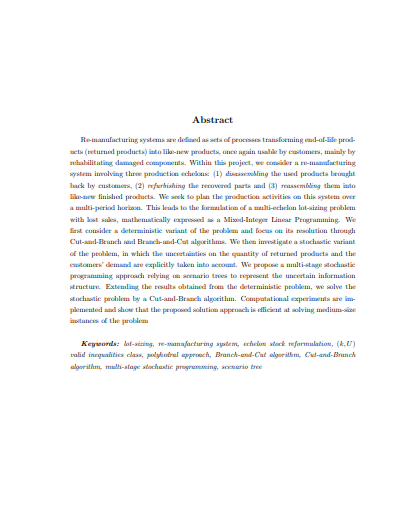 Abstract
Re-manufacturing systems are defined as sets of processes transforming end-of-life prod-
ucts (returned products) into like-new products, once again usable by customers, mainly by
rehabilitating damaged components. Within this project, we consider a re-manufacturing
system involving three production echelons: (1) disassembling the used products brought
back by customers, (2) refurbishing the recovered parts and (3) reassembling them into
like-new finished products. We seek to plan the production activities on this system over
a multi-period horizon. This leads to the formulation of a multi-echelon lot-sizing problem
with lost sales, mathematically expressed as a Mixed-Integer Linear Programming. We
first consider a deterministic variant of the problem and focus on its resolution through
Cut-and-Branch and Branch-and-Cut algorithms. We then investigate a stochastic variant
of the problem, in which the uncertainties on the quantity of returned products and the
customers' demand are explicitly taken into account. We propose a multi-stage stochastic
programming approach relying on scenario trees to represent the uncertain information
structure. Extending the results obtained from the deterministic problem, we solve the
stochastic problem by a Cut-and-Branch algorithm. Computational experiments are im-
plemented and show that the proposed solution approach is efficient at solving medium-size
instances of the problem
Keywords: lot-sizing, re-manufacturing system, echelon stock reformulation, (k, U)
valid inequalities class, polyhedral approach, Branch-and-Cut algorithm, Cut-and-Branch
algorithm, multi-stage stochastic programming, scenario tree